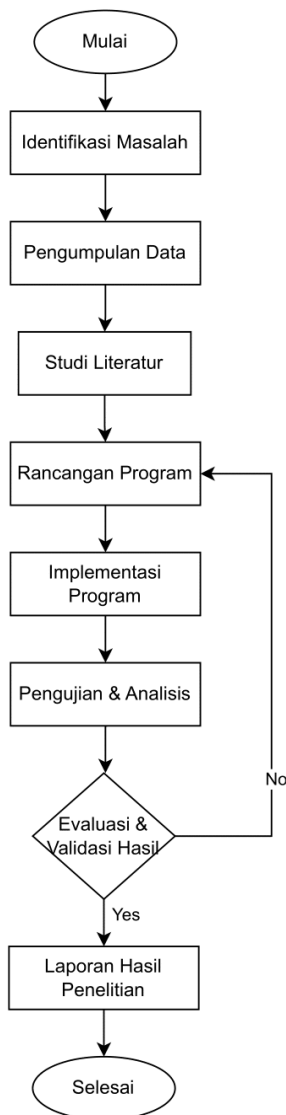 Mulai
Identifikasi Masalah
Pengumpulan Data
Studi Literatur
Rancangan Program
Implementasi
Program
Pengujian & Analisis
No
Evaluasi &
Validasi Hasil
Yes
Laporan Hasil
Penelitian
Selesai